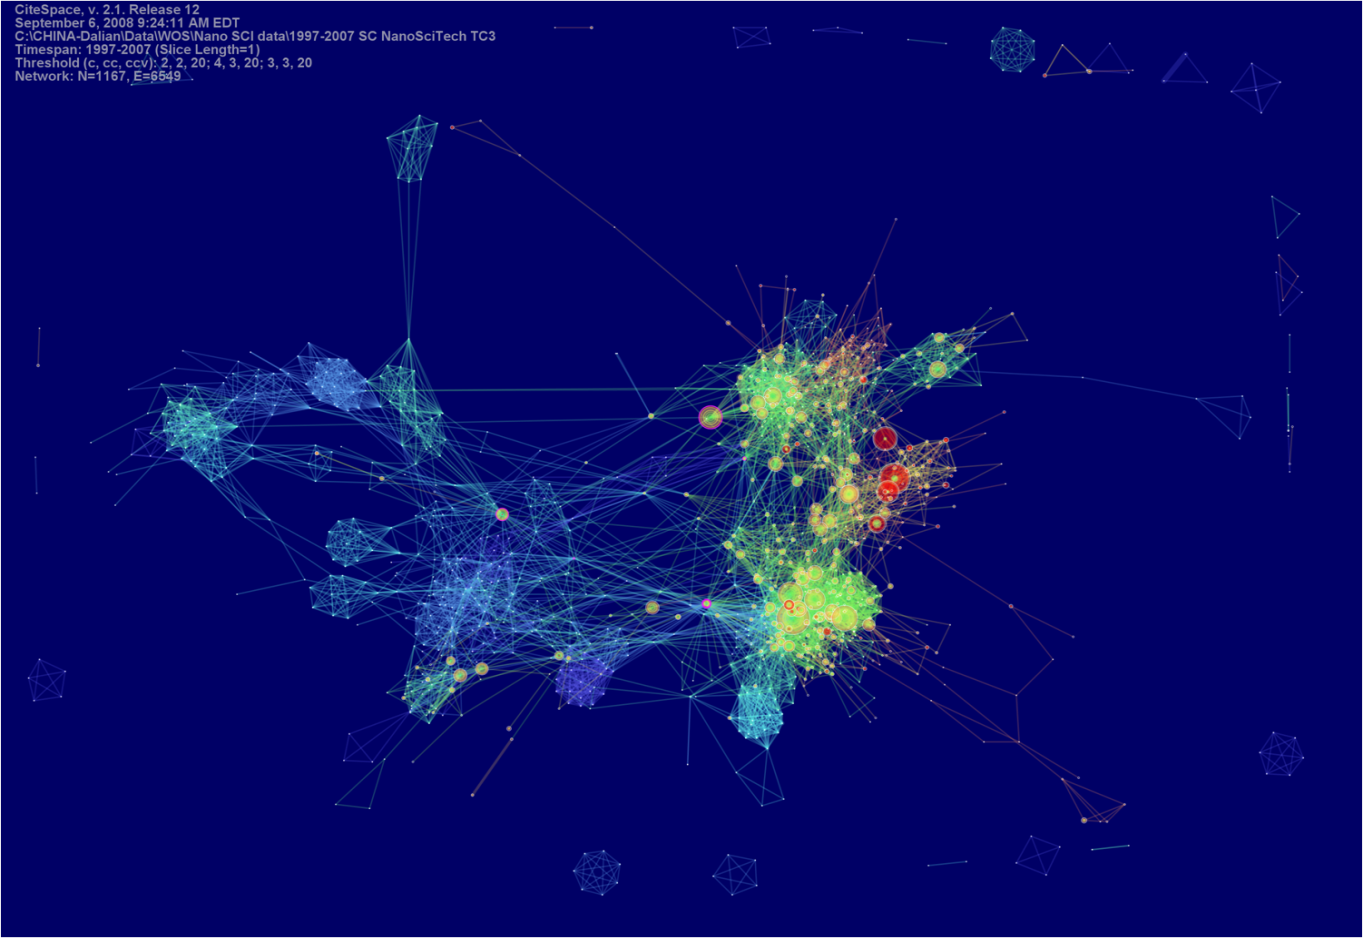 CiteSpace, v. 2.1. Release 12
September 6, 2008 9:24:11 AM EDT
C:\CHINA-Dalian\Data\WOS\Nano SCI data\1997-2007 SC NanoSciTech TC3
Timespan: 1997-2007 (Slice Length=1)
Threshold (c, cc, ccv): 2, 2, 20; 4, 3, 20; 3, 3, 20
Network: N=1167, E=6549